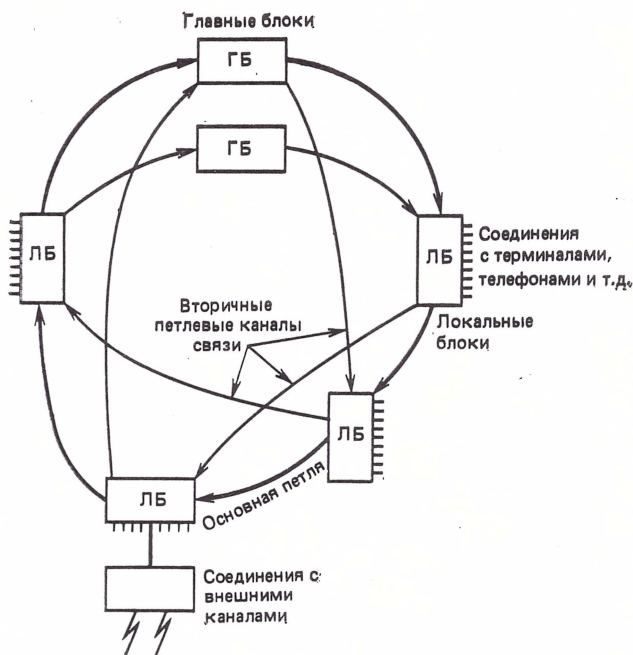 Главные блоки
ГБ
ГБ
ЛБ
ЛБ
Соединения
с терминалами,
телефонами и т.д.
Вторичные
петлевые каналы
связи
Локальные
блоки
ЛБ
ЛБ
Основная петля
Соединения с
внешними
каналами